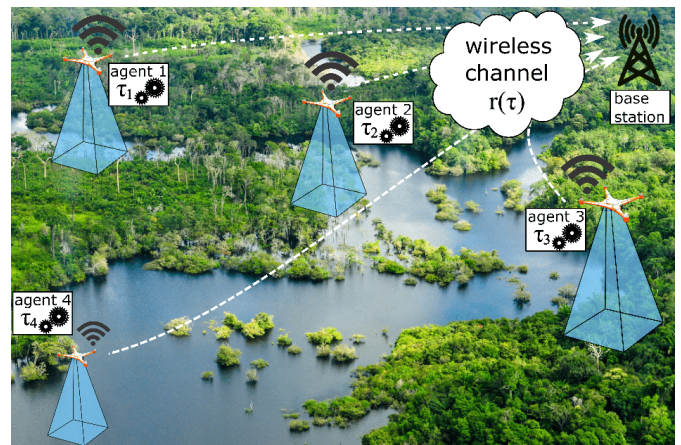 agent 1
τ₁
agent 2
τ₂
wireless
channel
r(τ)
base
station
agent 3
τ₃
agent 4
τ₄